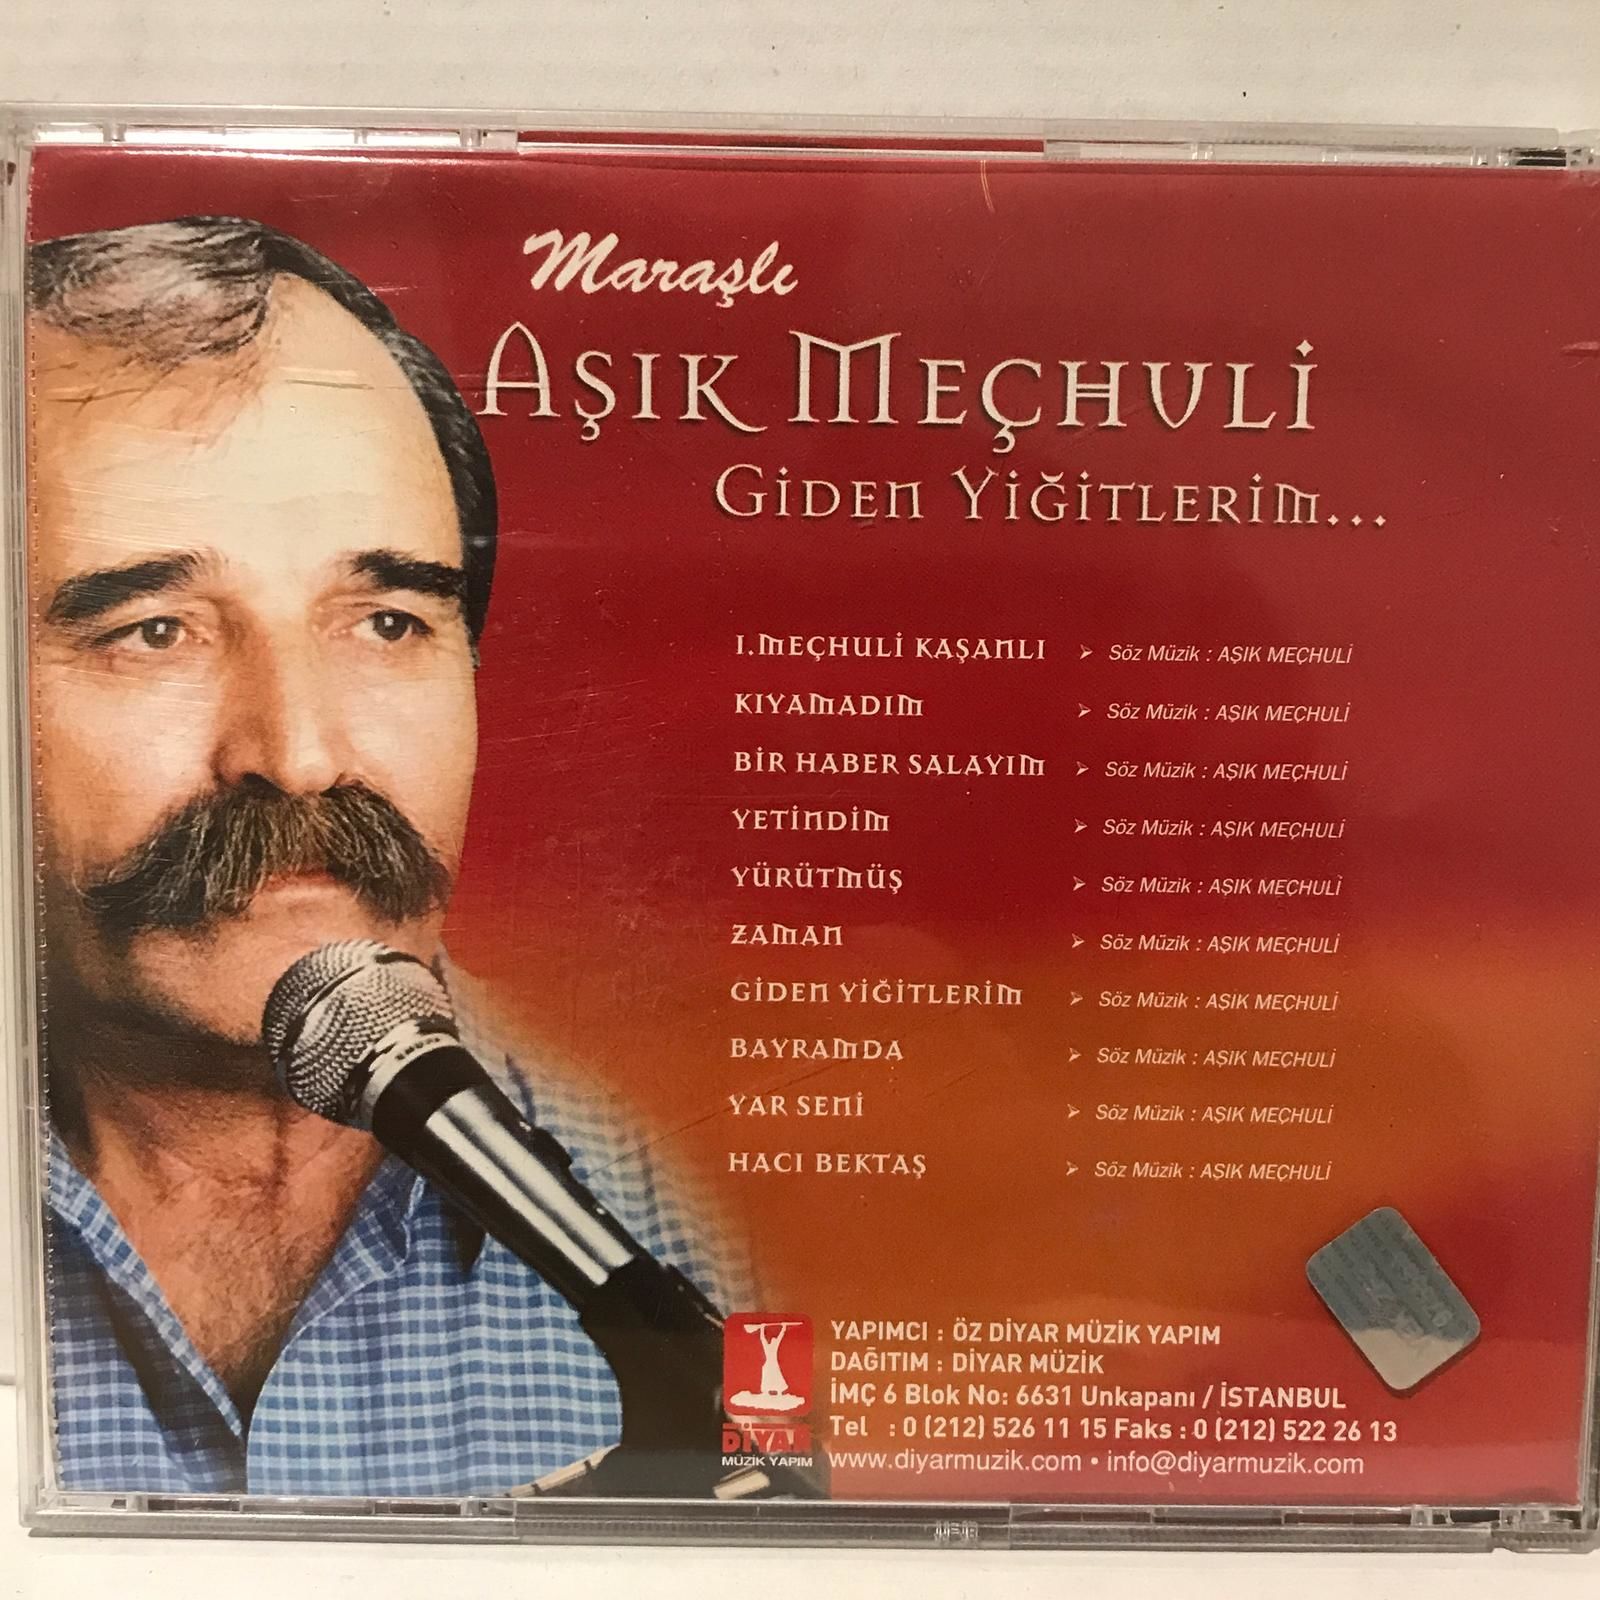 Maraşlı
AŞIK MEÇHULİ
GİDEN YİĞİTLERİM...
1.MEÇHULİ KAŞANLI ➢ Söz Müzik : AŞIK MEÇHULİ
KIYAMADIM ➢ Söz Müzik : AŞIK MEÇHULİ
BİR HABER SALAYIM ➢ Söz Müzik : AŞIK MEÇHULİ
YETİNDİM ➢ Söz Müzik : AŞIK MEÇHULİ
YÜRÜTMÜŞ ➢ Söz Müzik : AŞIK MEÇHULİ
ZAMAN ➢ Söz Müzik : AŞIK MEÇHULİ
GİDEN YİĞİTLERİM ➢ Söz Müzik : AŞIK MEÇHULİ
BAYRAMDA ➢ Söz Müzik : AŞIK MEÇHULİ
YAR SENİ ➢ Söz Müzik : AŞIK MEÇHULİ
HACI BEKTAŞ ➢ Söz Müzik : AŞIK MEÇHULİ
YAPIMCI : ÖZ DİYAR MÜZİK YAPIM
DAĞITIM : DİYAR MÜZİK
İMÇ 6 Blok No: 6631 Unkapanı / İSTANBUL
Tel : 0 (212) 526 11 15 Faks : 0 (212) 522 26 13
www.diyarmuzik.com • info@diyarmuzik.com
DİYAR
MÜZİK YAPIM